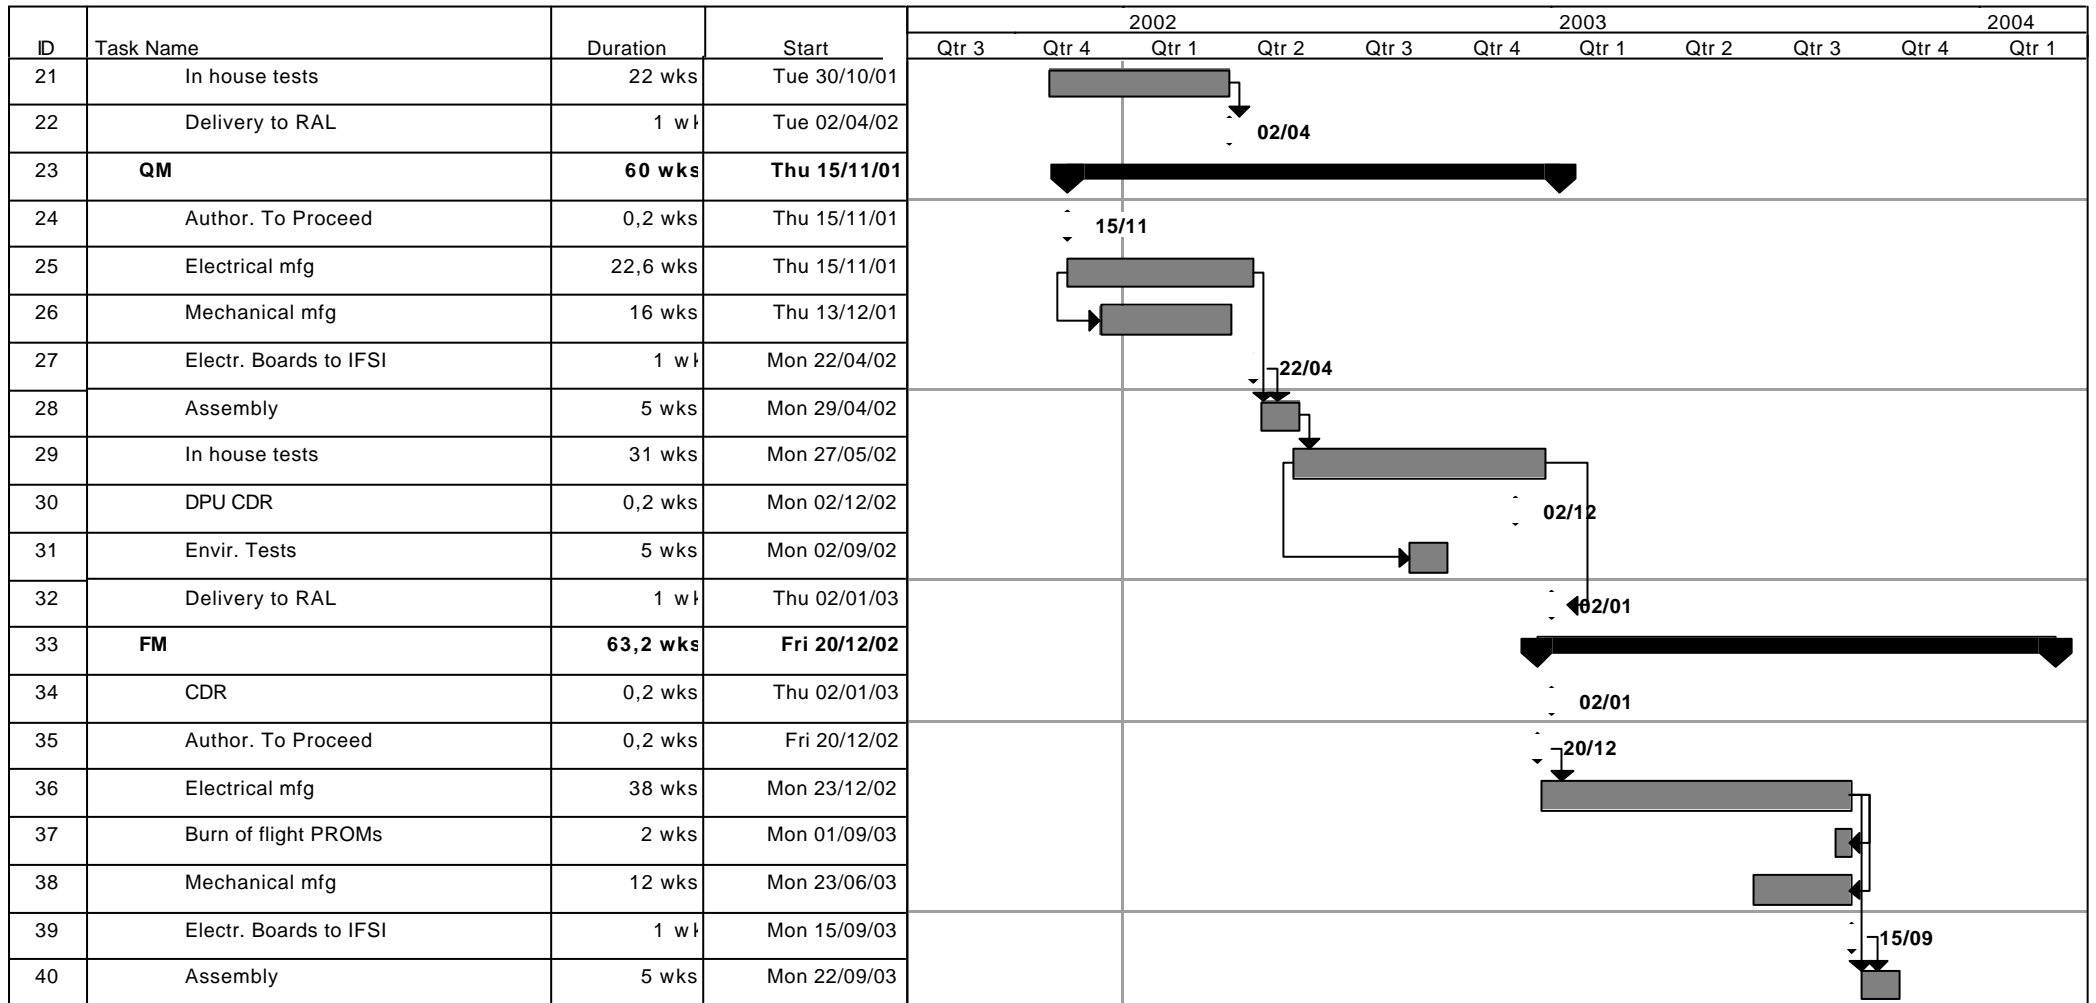 2002 2003 2004
ID Task Name Duration Start Qtr 3 Qtr 4 Qtr 1 Qtr 2 Qtr 3 Qtr 4 Qtr 1 Qtr 2 Qtr 3 Qtr 4 Qtr 1
21 In house tests 22 wks Tue 30/10/01
22 Delivery to RAL 1 wk Tue 02/04/02 02/04
23 QM 60 wks Thu 15/11/01
24 Author. To Proceed 0,2 wks Thu 15/11/01 15/11
25 Electrical mfg 22,6 wks Thu 15/11/01
26 Mechanical mfg 16 wks Thu 13/12/01
27 Electr. Boards to IFSI 1 wk Mon 22/04/02 22/04
28 Assembly 5 wks Mon 29/04/02
29 In house tests 31 wks Mon 27/05/02
30 DPU CDR 0,2 wks Mon 02/12/02 02/12
31 Envir. Tests 5 wks Mon 02/09/02
32 Delivery to RAL 1 wk Thu 02/01/03 02/01
33 FM 63,2 wks Fri 20/12/02
34 CDR 0,2 wks Thu 02/01/03 02/01
35 Author. To Proceed 0,2 wks Fri 20/12/02 20/12
36 Electrical mfg 38 wks Mon 23/12/02
37 Burn of flight PROMs 2 wks Mon 01/09/03
38 Mechanical mfg 12 wks Mon 23/06/03
39 Electr. Boards to IFSI 1 wk Mon 15/09/03 15/09
40 Assembly 5 wks Mon 22/09/03